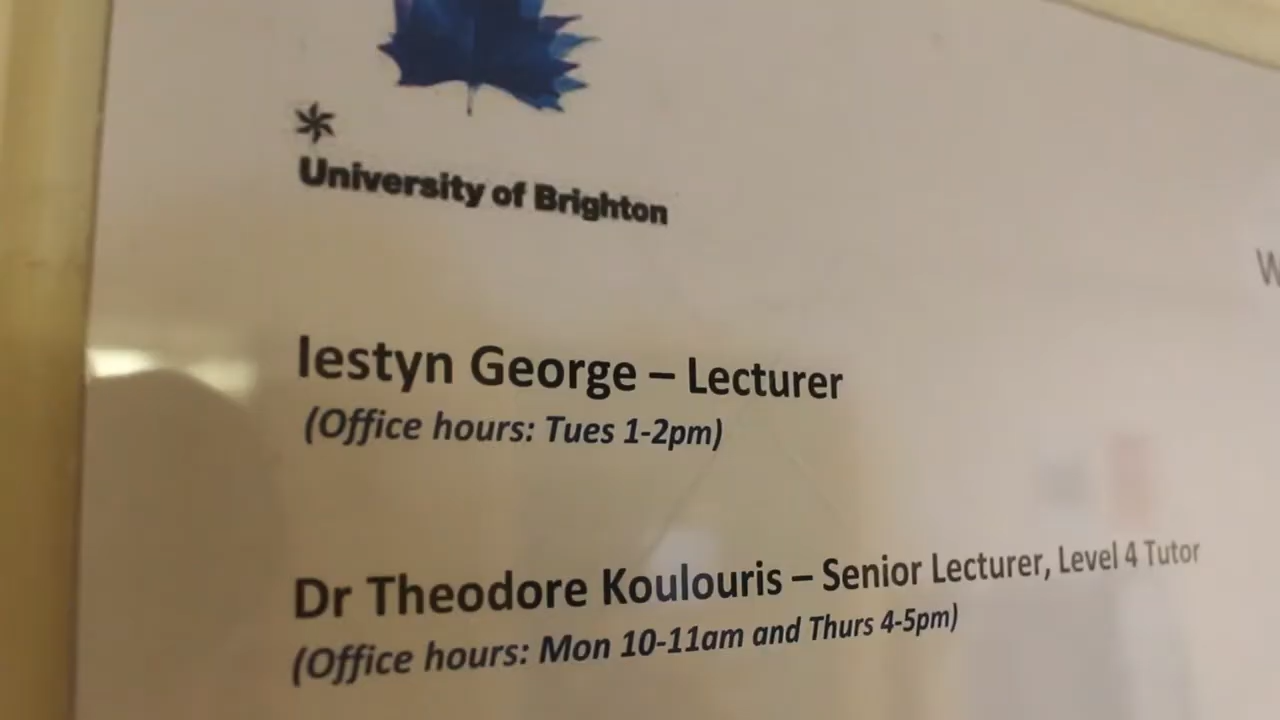 University of Brighton
Iestyn George – Lecturer
(Office hours: Tues 1-2pm)
Dr Theodore Koulouris – Senior Lecturer, Level 4 Tutor
(Office hours: Mon 10-11am and Thurs 4-5pm)